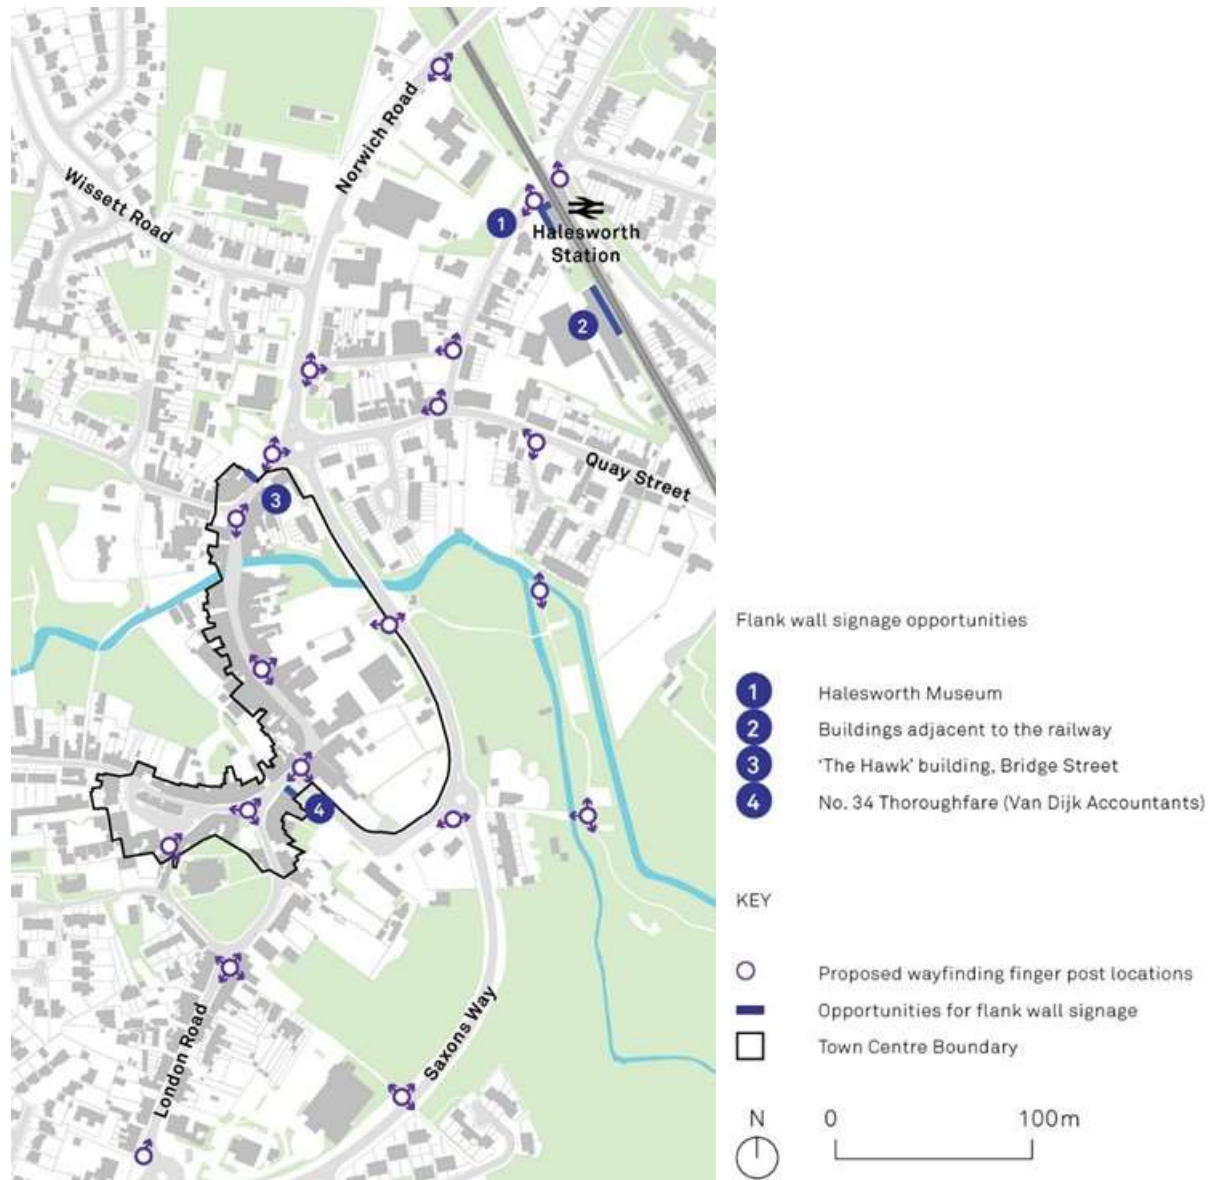 Norwich Road
Wissett Road
1
Halesworth
Station
2
Quay Street
3
4
Saxons Way
London Road
Flank wall signage opportunities
1 Halesworth Museum
2 Buildings adjacent to the railway
3 ‘The Hawk’ building, Bridge Street
4 No. 34 Thoroughfare (Van Dijk Accountants)
KEY
Proposed wayfinding finger post locations
Opportunities for flank wall signage
Town Centre Boundary
N 0 100m